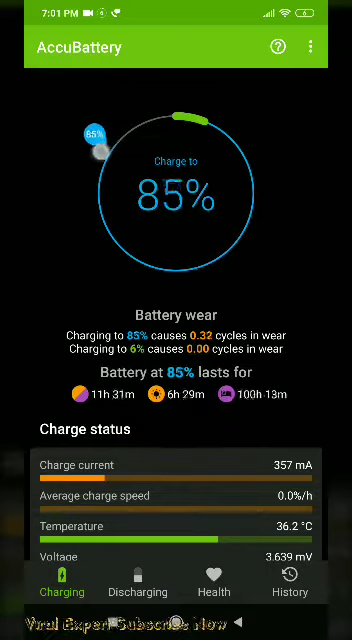 7:01 PM 6
AccuBattery
85%
Charge to
85%
Battery wear
Charging to 85% causes 0.32 cycles in wear
Charging to 6% causes 0.00 cycles in wear
Battery at 85% lasts for
11h 31m 6h 29m 100h 13m
Charge status
Charge current 357 mA
Average charge speed 0.0%/h
Temperature 36.2 °C
Voltage 3.639 mV
Charging Discharging Health History
Viral Expert Subscribe Now